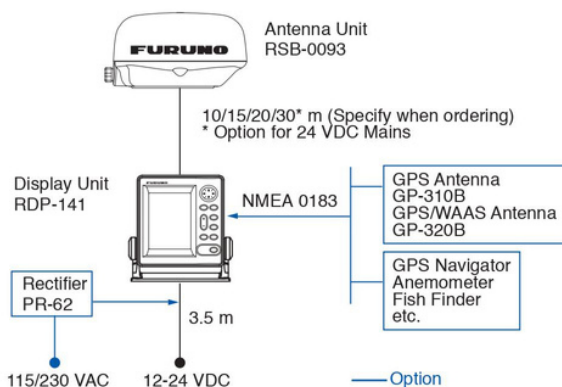 Antenna Unit
RSB-0093
FURUNO
10/15/20/30* m (Specify when ordering)
* Option for 24 VDC Mains
Display Unit
RDP-141
FURUNO
NMEA 0183
GPS Antenna
GP-310B
GPS/WAAS Antenna
GP-320B
GPS Navigator
Anemometer
Fish Finder
etc.
Rectifier
PR-62
3.5 m
115/230 VAC
12-24 VDC
Option